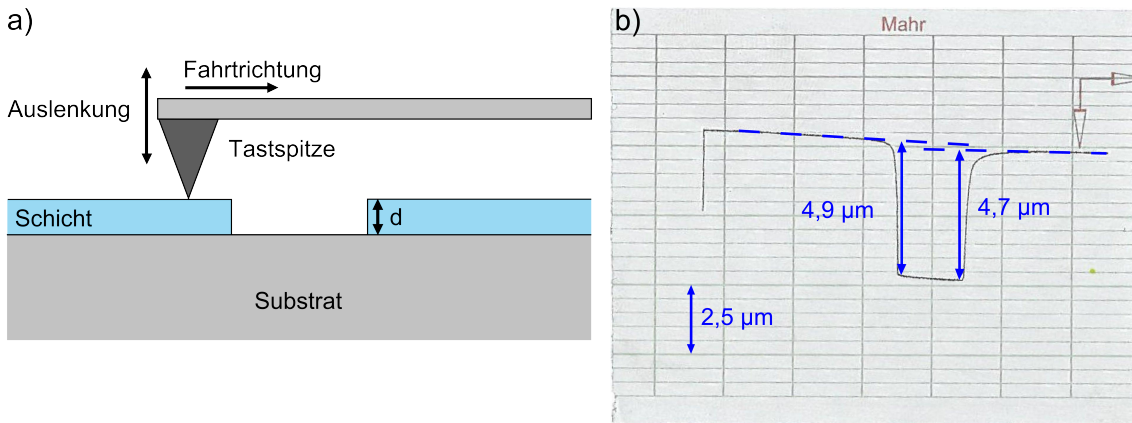 a)
Fahrtrichtung
Auslenkung
Tastspitze
Schicht
d
Substrat
b)
Mahr
4,9 µm
4,7 µm
2,5 µm